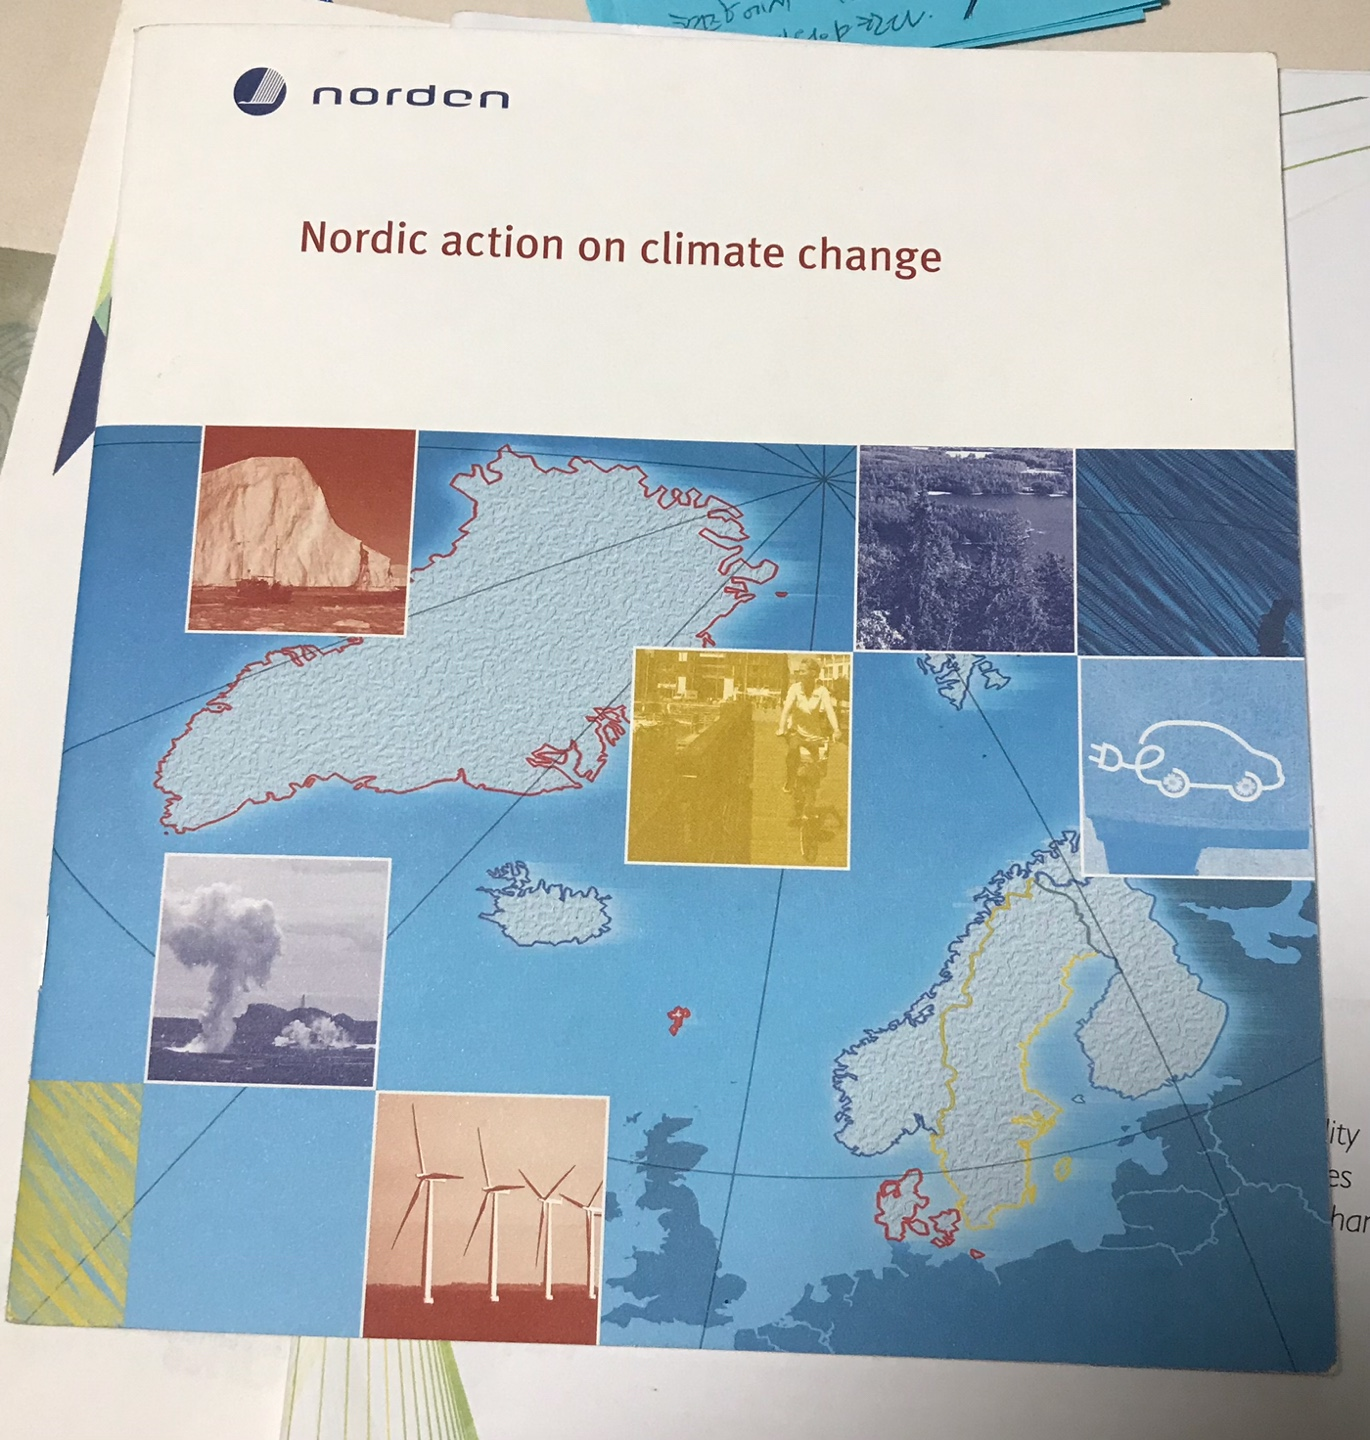 norden
Nordic action on climate change
lity
es
har